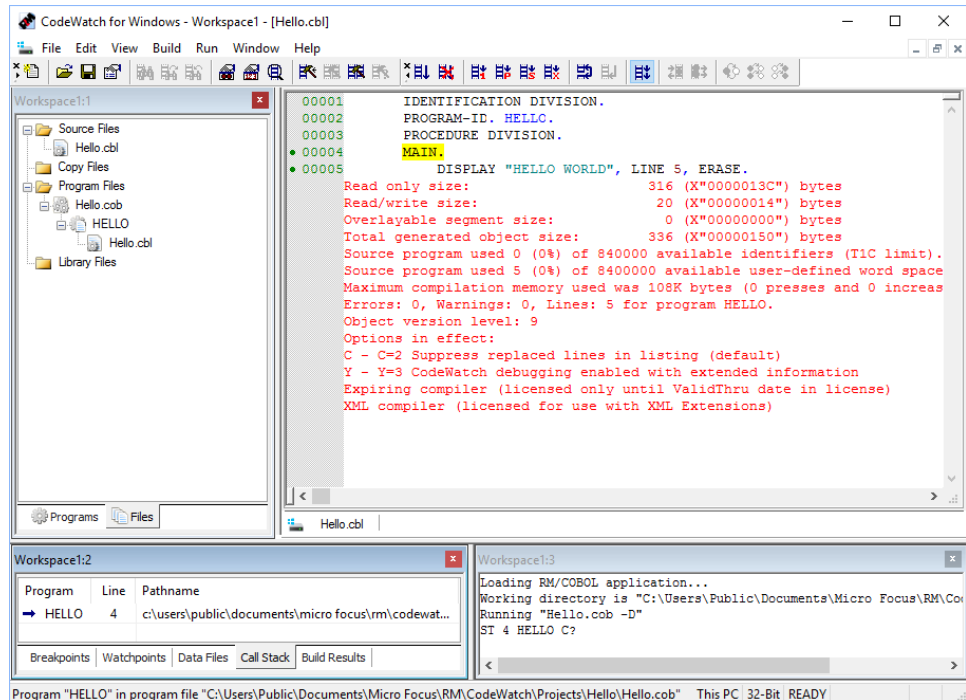 CodeWatch for Windows - Workspace1 - [Hello.cbl]
File Edit View Build Run Window Help
Workspace1:1
Source Files
Hello.cbl
Copy Files
Program Files
Hello.cob
HELLO
Hello.cbl
Library Files
Programs Files
00001 IDENTIFICATION DIVISION.
00002 PROGRAM-ID. HELLO.
00003 PROCEDURE DIVISION.
00004 MAIN.
00005 DISPLAY "HELLO WORLD", LINE 5, ERASE.
Read only size: 316 (X"0000013C") bytes
Read/write size: 20 (X"00000014") bytes
Overlayable segment size: 0 (X"00000000") bytes
Total generated object size: 336 (X"00000150") bytes
Source program used 0 (0%) of 840000 available identifiers (T1C limit).
Source program used 5 (0%) of 8400000 available user-defined word space
Maximum compilation memory used was 108K bytes (0 presses and 0 increas
Errors: 0, Warnings: 0, Lines: 5 for program HELLO.
Object version level: 9
Options in effect:
C - C=2 Suppress replaced lines in listing (default)
Y - Y=3 CodeWatch debugging enabled with extended information
Expiring compiler (licensed only until ValidThru date in license)
XML compiler (licensed for use with XML Extensions)
Hello.cbl
Workspace1:2
Program Line Pathname
HELLO 4 c:\users\public\documents\micro focus\rm\codewat...
Breakpoints Watchpoints Data Files Call Stack Build Results
Workspace1:3
Loading RM/COBOL application...
Working directory is "C:\Users\Public\Documents\Micro Focus\RM\Co
Running "Hello.cob -D"
ST 4 HELLO C?
Program "HELLO" in program file "C:\Users\Public\Documents\Micro Focus\RM\CodeWatch\Projects\Hello\Hello.cob" This PC 32-Bit READY